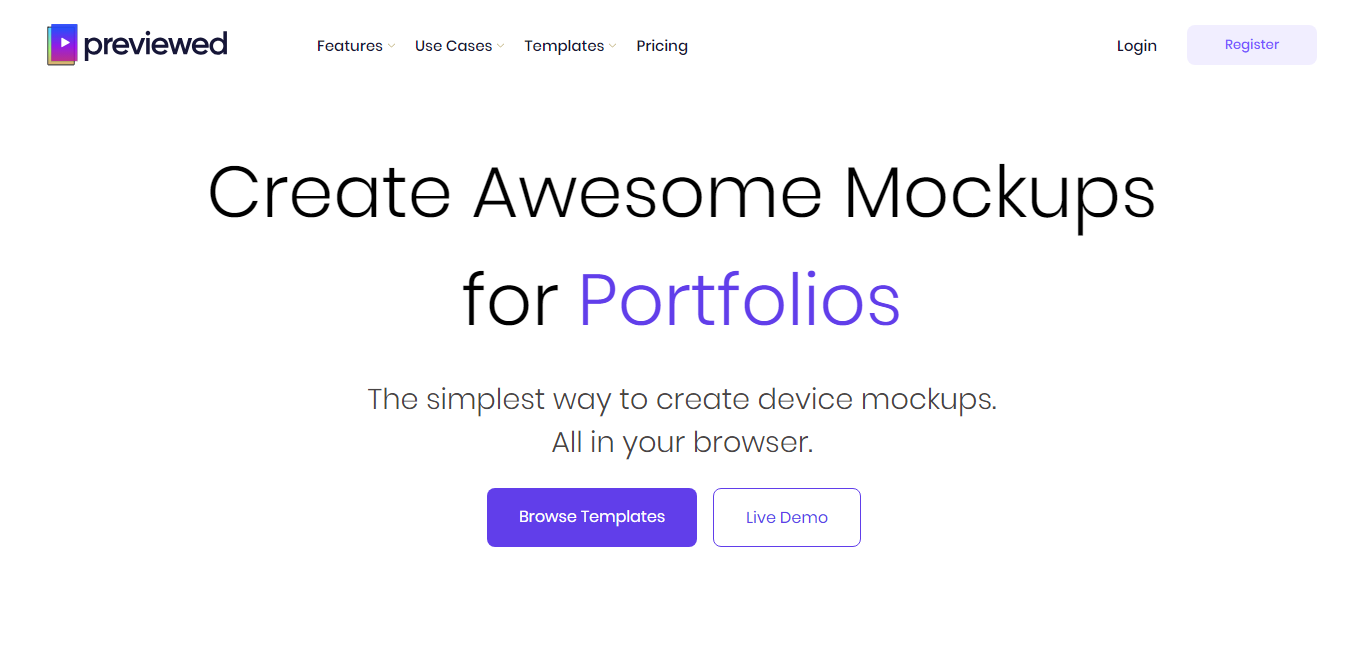 previewed
Features
Use Cases
Templates
Pricing
Login
Register
Create Awesome Mockups
for Portfolios
The simplest way to create device mockups.
All in your browser.
Browse Templates
Live Demo